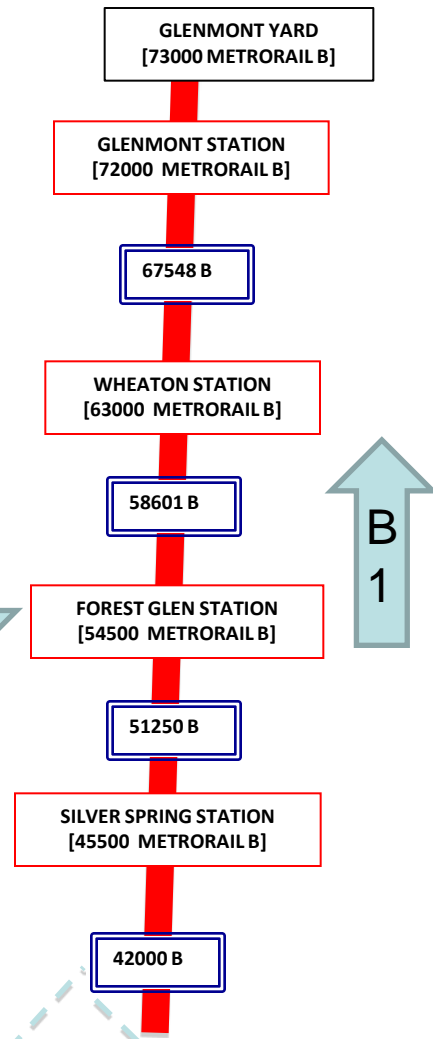 GLENMONT YARD
[73000 METRORAIL B]
GLENMONT STATION
[72000 METRORAIL B]
67548 B
WHEATON STATION
[63000 METRORAIL B]
58601 B
B
1
FOREST GLEN STATION
[54500 METRORAIL B]
51250 B
SILVER SPRING STATION
[45500 METRORAIL B]
42000 B